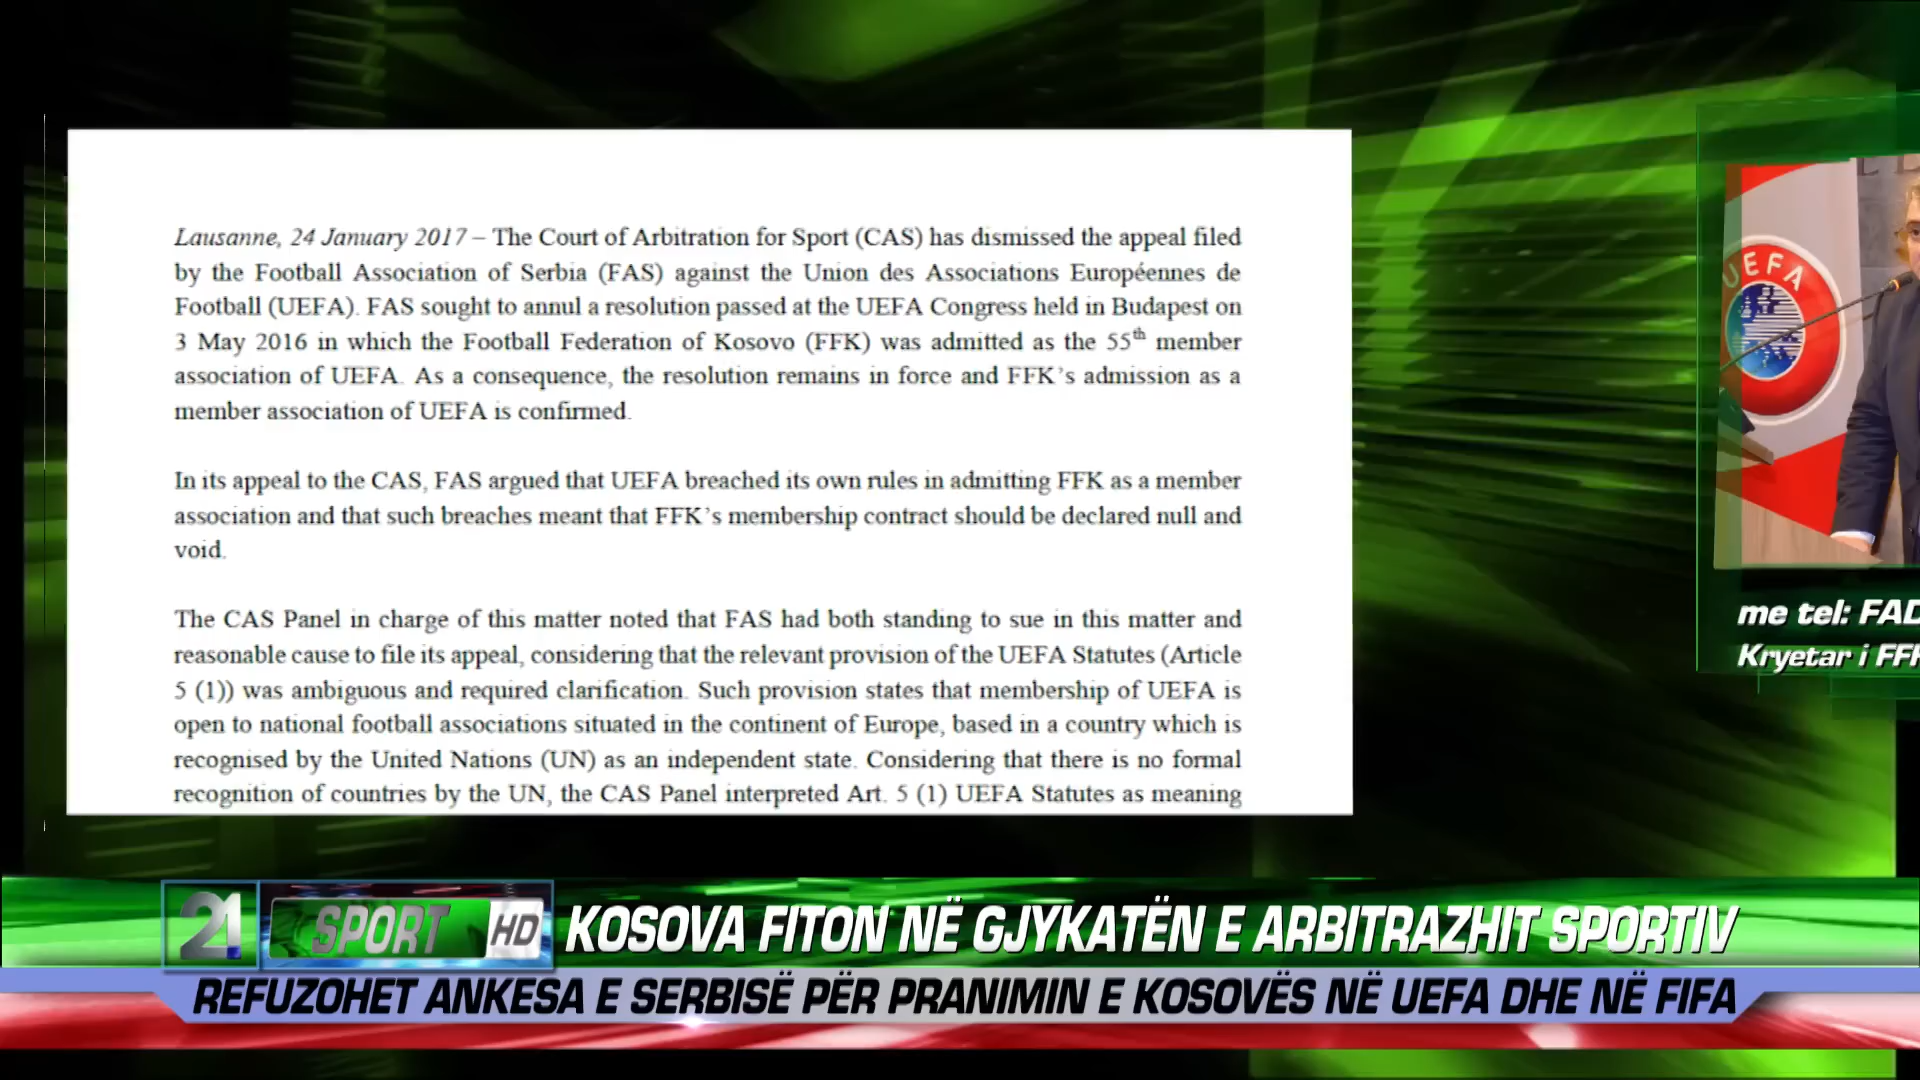 Lausanne, 24 January 2017 – The Court of Arbitration for Sport (CAS) has dismissed the appeal filed
by the Football Association of Serbia (FAS) against the Union des Associations Européennes de
Football (UEFA). FAS sought to annul a resolution passed at the UEFA Congress held in Budapest on
3 May 2016 in which the Football Federation of Kosovo (FFK) was admitted as the 55th member
association of UEFA. As a consequence, the resolution remains in force and FFK’s admission as a
member association of UEFA is confirmed.
In its appeal to the CAS, FAS argued that UEFA breached its own rules in admitting FFK as a member
association and that such breaches meant that FFK’s membership contract should be declared null and
void.
The CAS Panel in charge of this matter noted that FAS had both standing to sue in this matter and
reasonable cause to file its appeal, considering that the relevant provision of the UEFA Statutes (Article
5 (1)) was ambiguous and required clarification. Such provision states that membership of UEFA is
open to national football associations situated in the continent of Europe, based in a country which is
recognised by the United Nations (UN) as an independent state. Considering that there is no formal
recognition of countries by the UN, the CAS Panel interpreted Art. 5 (1) UEFA Statutes as meaning
UEFA
me tel: FAD
Kryetar i FF
21 SPORT HD
KOSOVA FITON NË GJYKATËN E ARBITRAZHIT SPORTIV
REFUZOHET ANKESA E SERBISË PËR PRANIMIN E KOSOVËS NË UEFA DHE NË FIFA